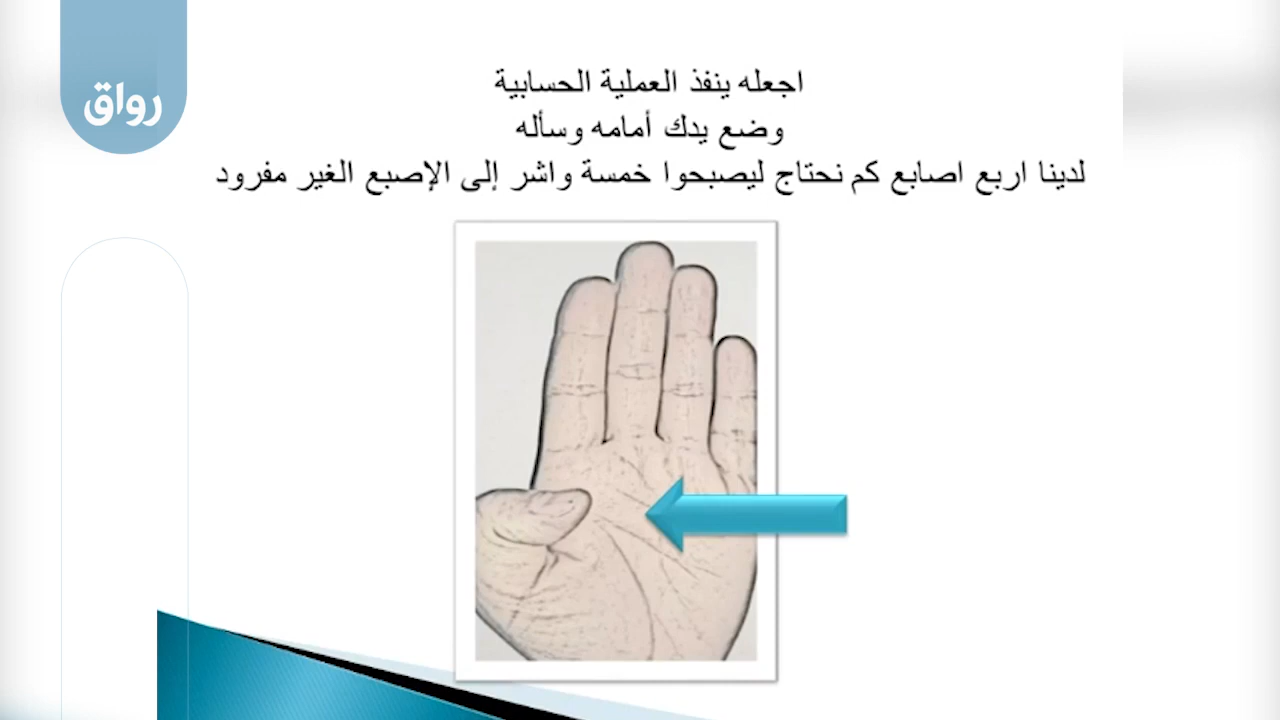 رواق
اجعله ينفذ العملية الحسابية
وضع يدك أمامه وسأله
لدينا اربع اصابع كم نحتاج ليصبحوا خمسة واشر إلى الإصبع الغير مفرود